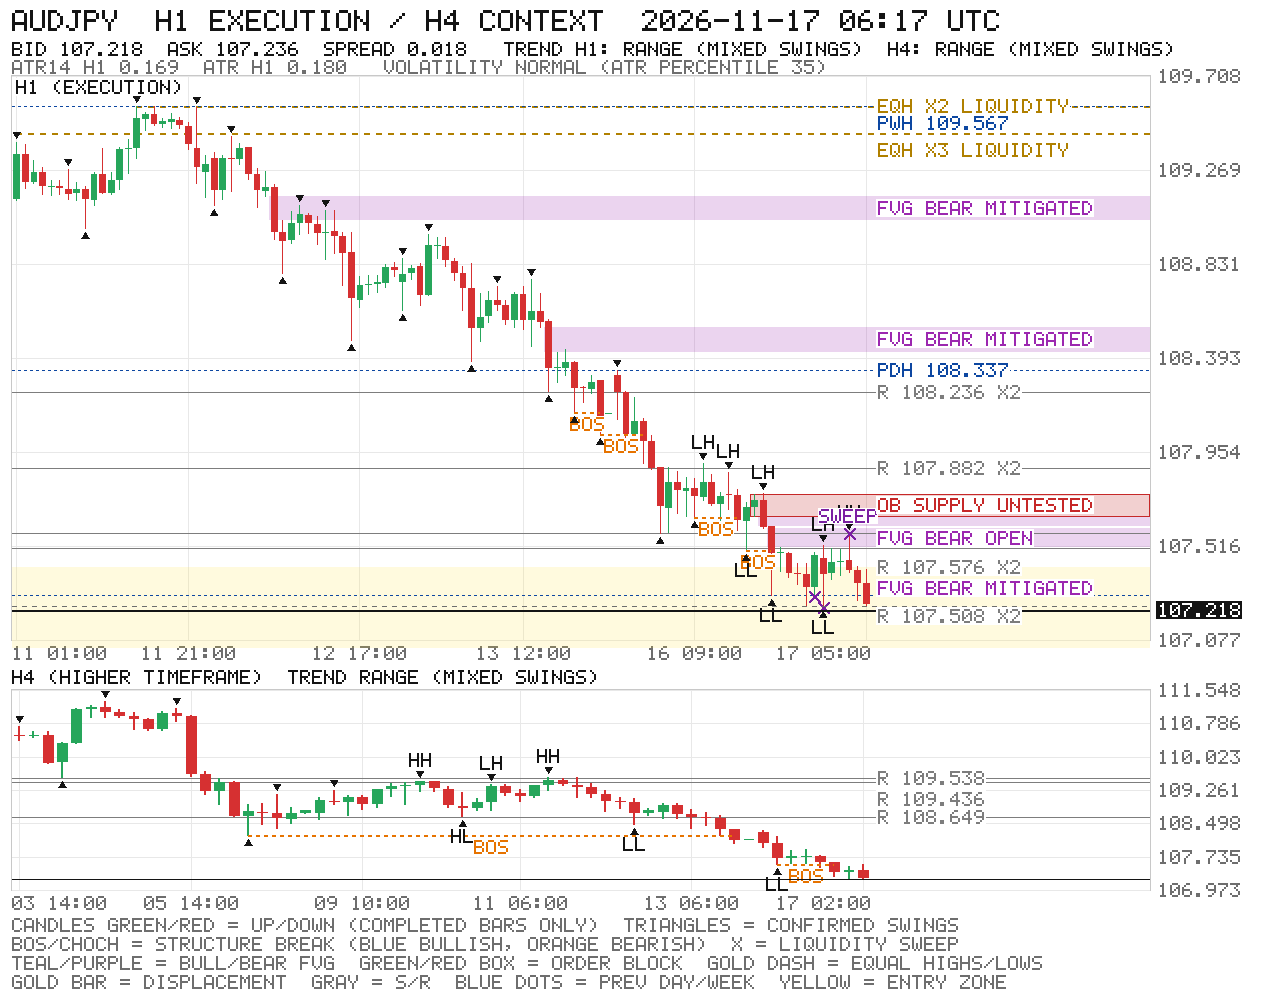 AUDJPY H1 EXECUTION / H4 CONTEXT 2026-11-17 06:17 UTC
BID 107.218 ASK 107.236 SPREAD 0.018 TREND H1: RANGE (MIXED SWINGS) H4: RANGE (MIXED SWINGS)
ATR14 H1 0.169 ATR H1 0.180 VOLATILITY NORMAL (ATR PERCENTILE 35)
H1 (EXECUTION)
109.708
EQH X2 LIQUIDITY
PWH 109.567
EQH X3 LIQUIDITY
109.269
FVG BEAR MITIGATED
108.831
FVG BEAR MITIGATED
108.393
PDH 108.337
R 108.236 X2
BOS
BOS
LH
LH
107.954
R 107.882 X2
LH
OB SUPPLY UNTESTED
SWEEP
LH
BOS
FVG BEAR OPEN
107.516
BOS
LL
R 107.576 X2
FVG BEAR MITIGATED
LL
R 107.508 X2
107.218
LL
107.077
11 01:00 11 21:00 12 17:00 13 12:00 16 09:00 17 05:00
H4 (HIGHER TIMEFRAME) TREND RANGE (MIXED SWINGS)
111.548
110.786
110.023
HH
LH
HH
R 109.538
109.261
R 109.436
R 108.649
108.498
HL
BOS
LL
107.735
LL
BOS
106.973
03 14:00 05 14:00 09 10:00 11 06:00 13 06:00 17 02:00
CANDLES GREEN/RED = UP/DOWN (COMPLETED BARS ONLY) TRIANGLES = CONFIRMED SWINGS
BOS/CHOCH = STRUCTURE BREAK (BLUE BULLISH, ORANGE BEARISH) X = LIQUIDITY SWEEP
TEAL/PURPLE = BULL/BEAR FVG GREEN/RED BOX = ORDER BLOCK GOLD DASH = EQUAL HIGHS/LOWS
GOLD BAR = DISPLACEMENT GRAY = S/R BLUE DOTS = PREV DAY/WEEK YELLOW = ENTRY ZONE